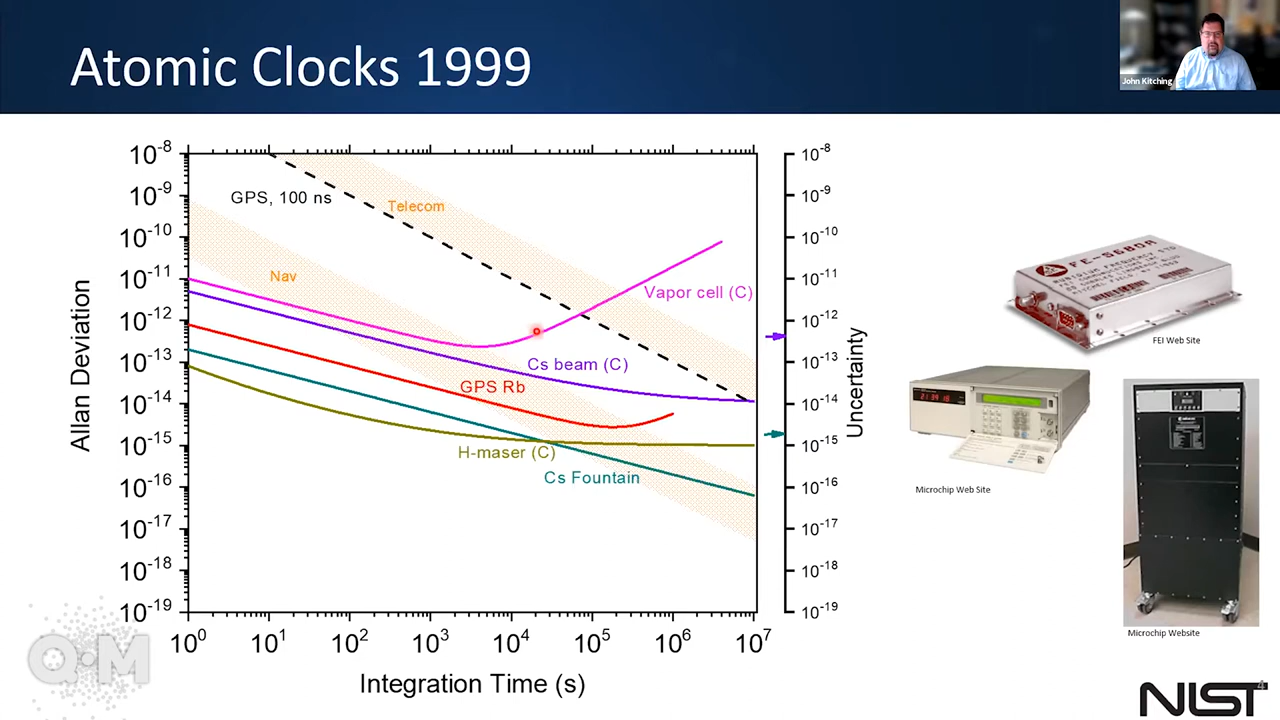 Atomic Clocks 1999
John Kitching
10⁻⁸
10⁻⁹
10⁻¹⁰
10⁻¹¹
10⁻¹²
10⁻¹³
10⁻¹⁴
10⁻¹⁵
10⁻¹⁶
10⁻¹⁷
10⁻¹⁸
10⁻¹⁹
Allan Deviation
GPS, 100 ns
Telecom
Nav
Vapor cell (C)
Cs beam (C)
GPS Rb
H-maser (C)
Cs Fountain
10⁰
10¹
10²
10³
10⁴
10⁵
10⁶
10⁷
Integration Time (s)
10⁻⁸
10⁻⁹
10⁻¹⁰
10⁻¹¹
10⁻¹²
10⁻¹³
10⁻¹⁴
10⁻¹⁵
10⁻¹⁶
10⁻¹⁷
10⁻¹⁸
10⁻¹⁹
Uncertainty
FE-5680A
FEI Web Site
Microchip Web Site
Microchip Website
Q·M
NIST
4